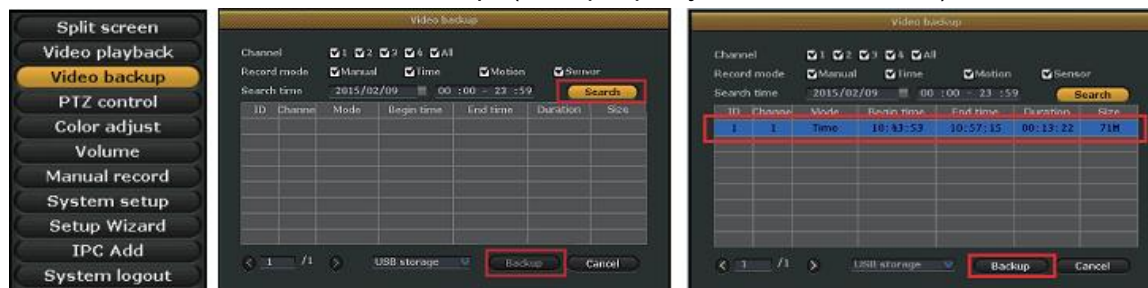 Split screen
Video playback
Video backup
PTZ control
Color adjust
Volume
Manual record
System setup
Setup Wizard
IPC Add
System logout
Video backup
Channel 1 2 3 4 All
Record mode Manual Time Motion Sensor
Search time 2015/02/09 00 :00 - 23 :59 Search
ID Channe Mode Begin time End time Duration Size
1 /1 USB storage Backup Cancel
Video backup
Channel 1 2 3 4 All
Record mode Manual Time Motion Sensor
Search time 2015/02/09 00 :00 - 23 :59 Search
ID Channe Mode Begin time End time Duration Size
1 1 Time 10:43:53 10:57:15 00:13:22 71M
1 /1 USB storage Backup Cancel